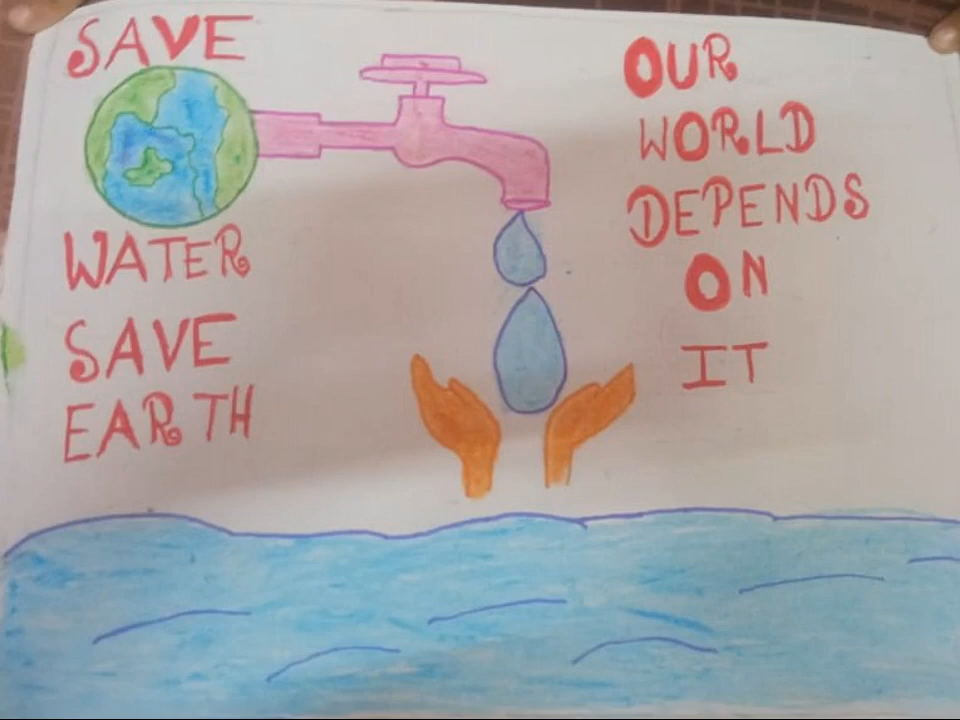 SAVE
WATER
SAVE
EARTH
OUR
WORLD
DEPENDS
ON
IT